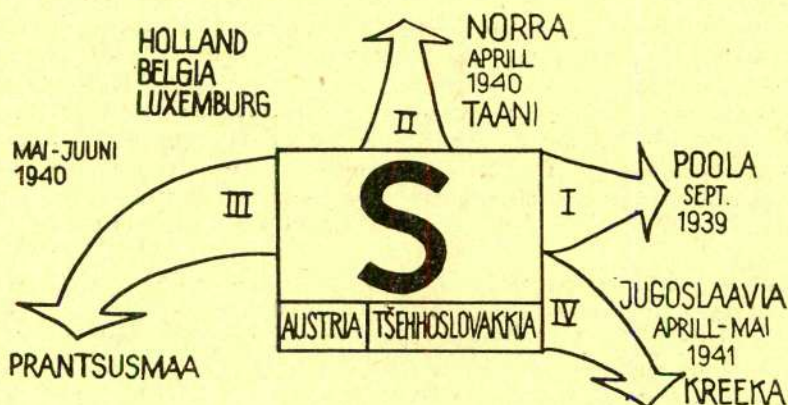 HOLLAND
BELGIA
LUXEMBURG
NORRA
APRILL
1940
TAANI
II
MAI-JUUNI
1940
III
S
I
POOLA
SEPT.
1939
AUSTRIA
TŠEHHOSLOVAKKIA
IV
JUGOSLAAVIA
APRILL-MAI
1941
PRANTSUSMAA
KREEKA